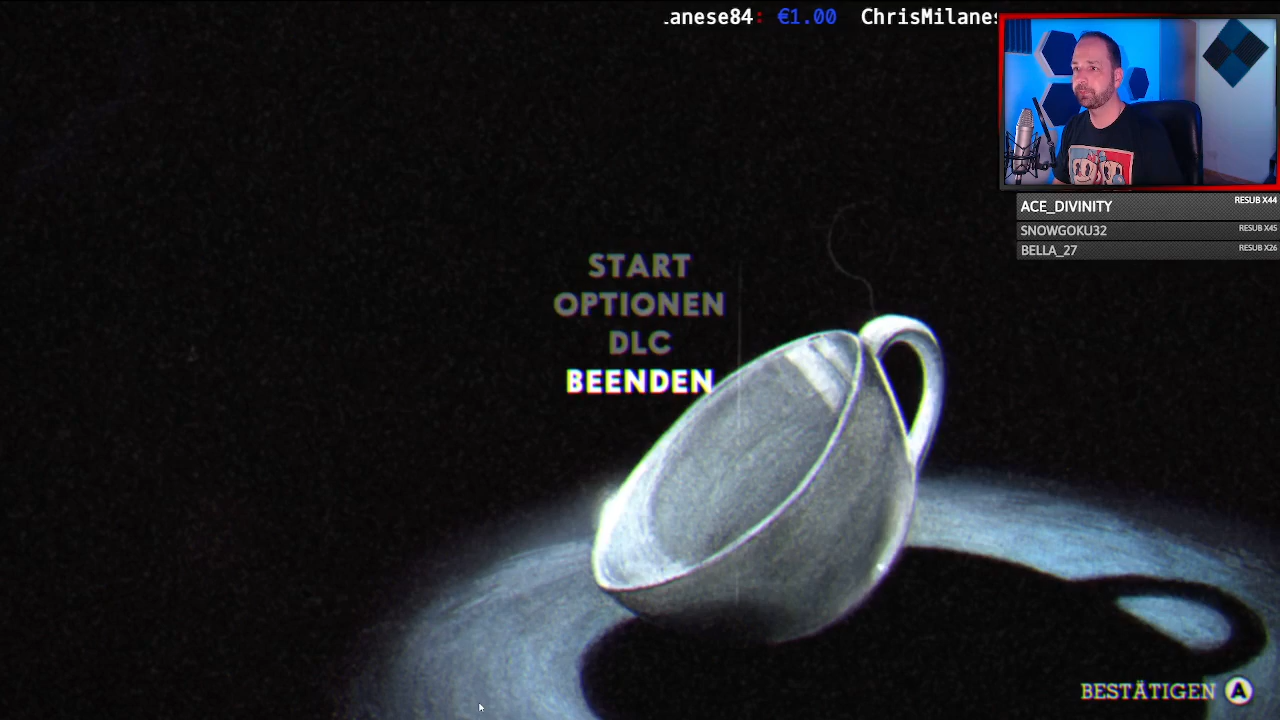 anese84: €1.00 ChrisMilanes
ACE_DIVINITY RESUB X44
SNOWGOKU32 RESUB X45
BELLA_27 RESUB X26
START
OPTIONEN
DLC
BEENDEN
BESTÄTIGEN A